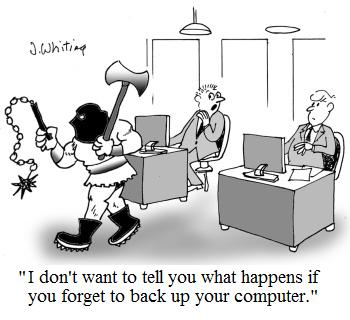 J.Whiting
"I don't want to tell you what happens if
you forget to back up your computer."